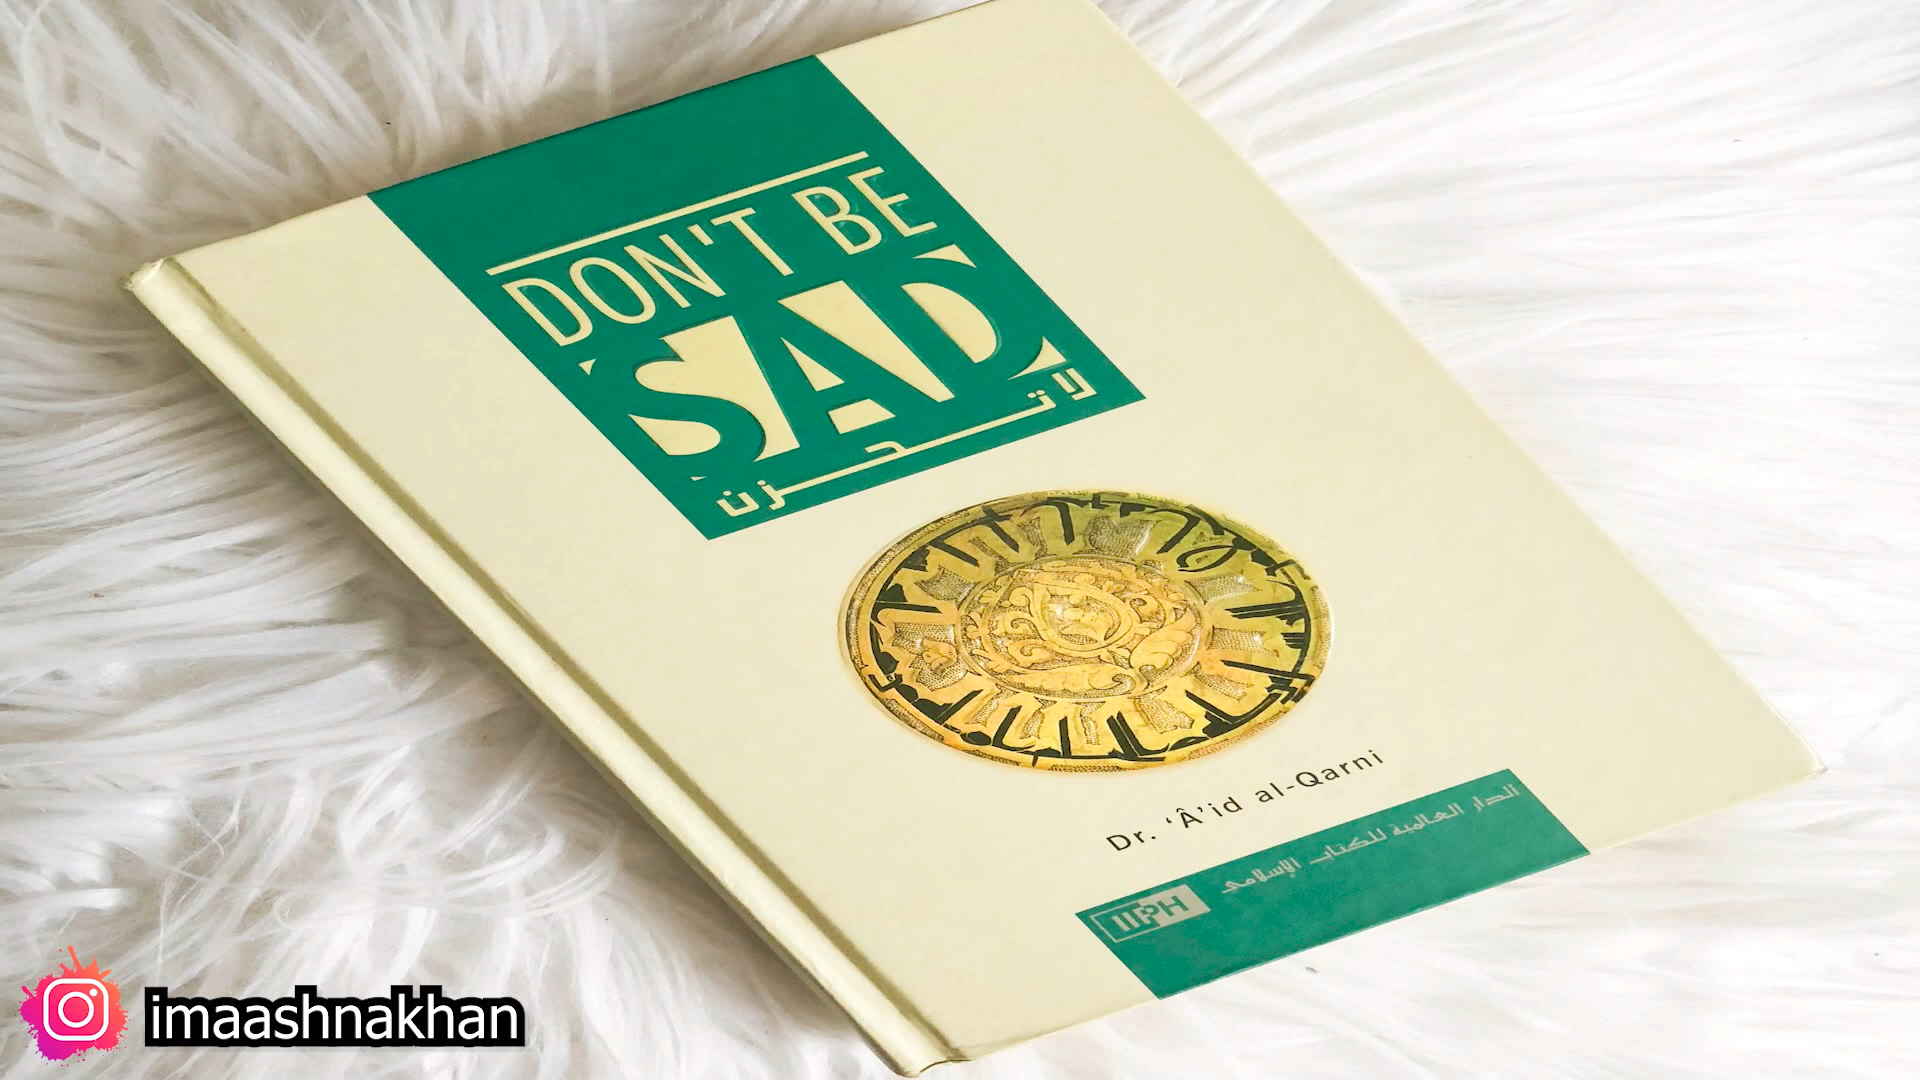 DON'T BE
SAD
لا تحزن
Dr. ‘Â’id al-Qarni
IIPH
الدار العالمية للكتاب الإسلامي
imaashnakhan